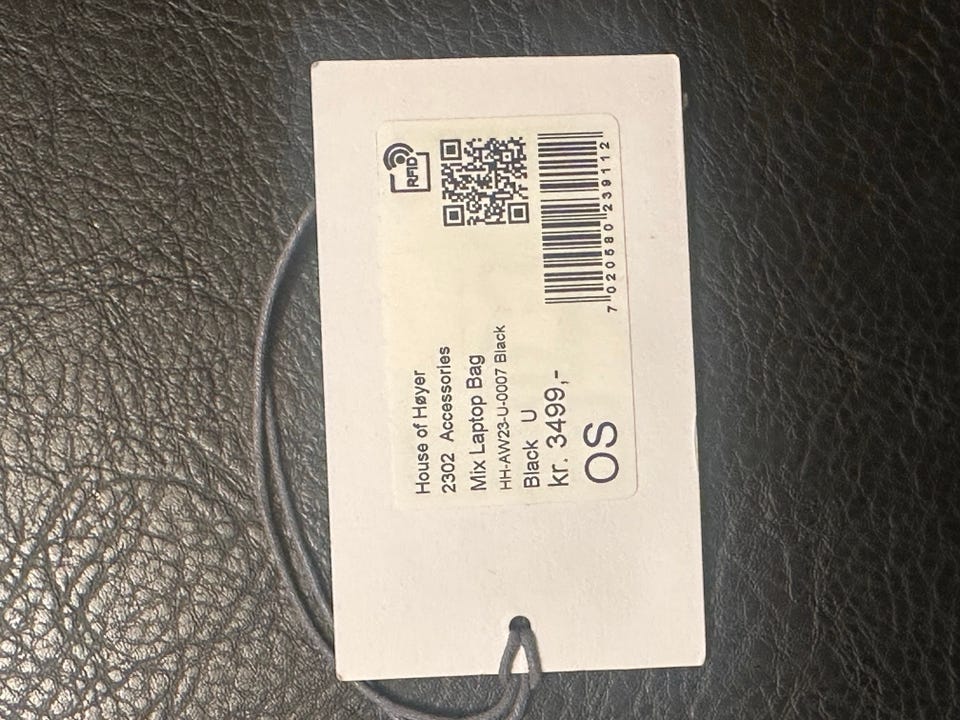 RFID
House of Høyer
2302 Accessories
Mix Laptop Bag
HH-AW23-U-0007 Black
Black U
kr. 3499,-
OS
7 020580 239112